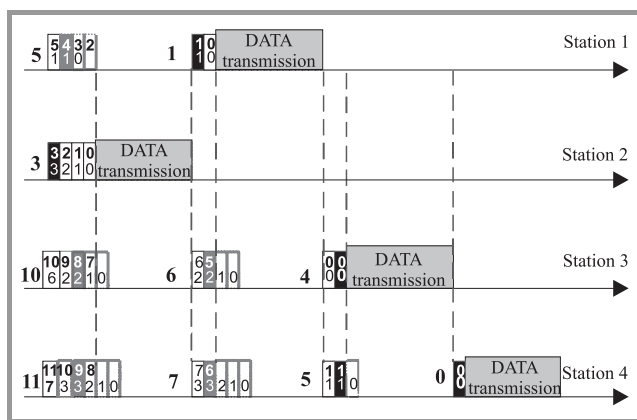 5 4 3 2
DATA
Station 1
1 0
5
1 1 0
1
1 0
transmission
3 2 1 0
DATA
Station 2
3
3 2 1 0
transmission
10 9 8 7
6 5
0 0
DATA
Station 3
10
6 2 2 1 0
6
2 2 1 0
4
0 0
transmission
11 10 9 8
7 6
1 1
0
DATA
Station 4
11
7 3 3 2 1 0
7
3 3 2 1 0
5
1 1 0
0
0
transmission